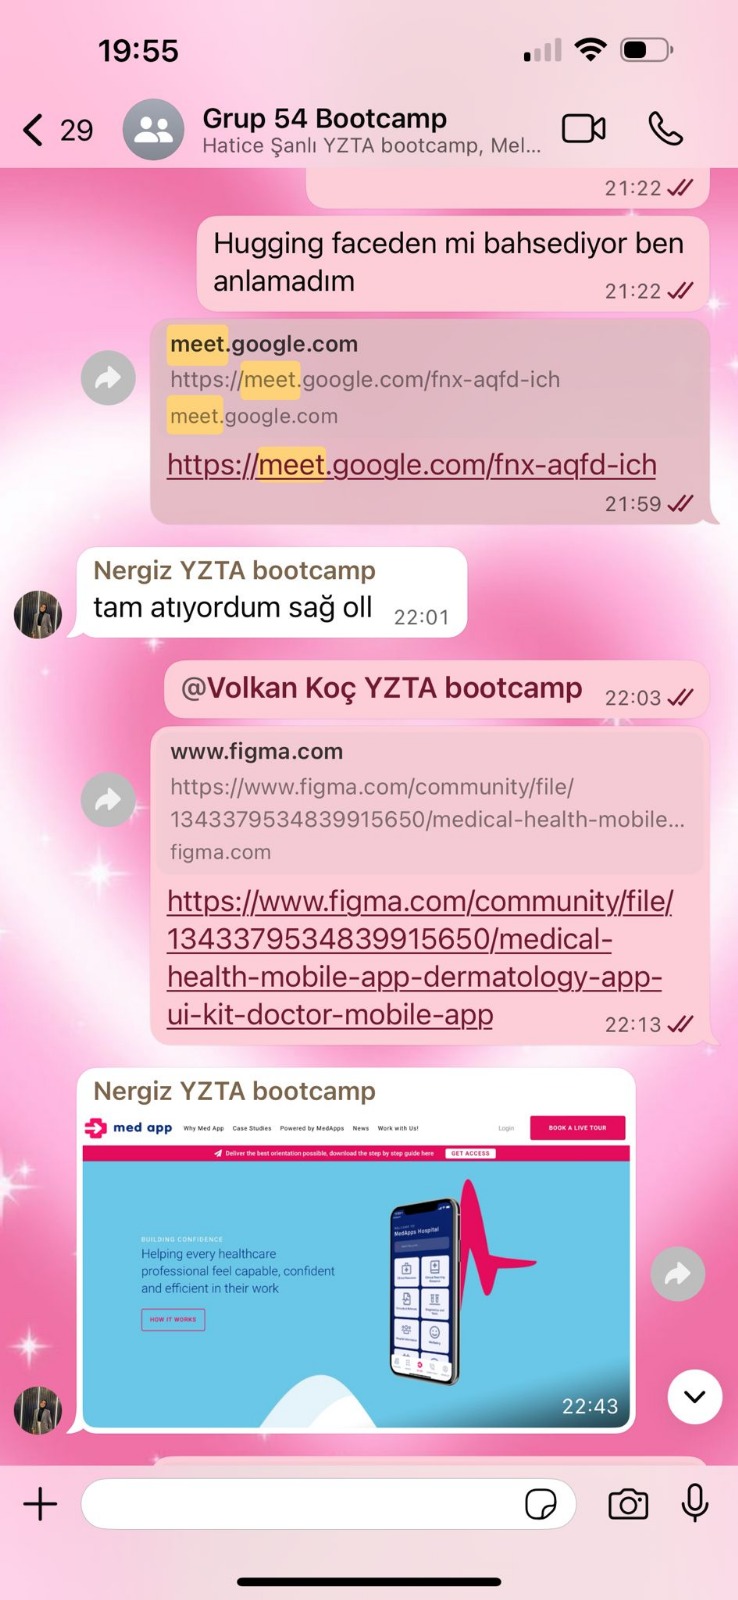 19:55
29
Grup 54 Bootcamp
Hatice Şanlı YZTA bootcamp, Mel...
21:22
Hugging faceden mi bahsediyor ben
anlamadım
21:22
meet.google.com
https://meet.google.com/fnx-aqfd-ich
meet.google.com
https://meet.google.com/fnx-aqfd-ich
21:59
Nergiz YZTA bootcamp
tam atıyordum sağ oll
22:01
@Volkan Koç YZTA bootcamp
22:03
www.figma.com
https://www.figma.com/community/file/
1343379534839915650/medical-health-mobile...
figma.com
https://www.figma.com/community/file/
1343379534839915650/medical-
health-mobile-app-dermatology-app-
ui-kit-doctor-mobile-app
22:13
Nergiz YZTA bootcamp
med app Why Med App Case Studies Powered by MedApps News Work with Us! Login BOOK A LIVE TOUR
Deliver the best orientation possible, download the step by step guide here GET ACCESS
BUILDING CONFIDENCE
Helping every healthcare
professional feel capable, confident
and efficient in their work
HOW IT WORKS
MedApps Hospital
22:43